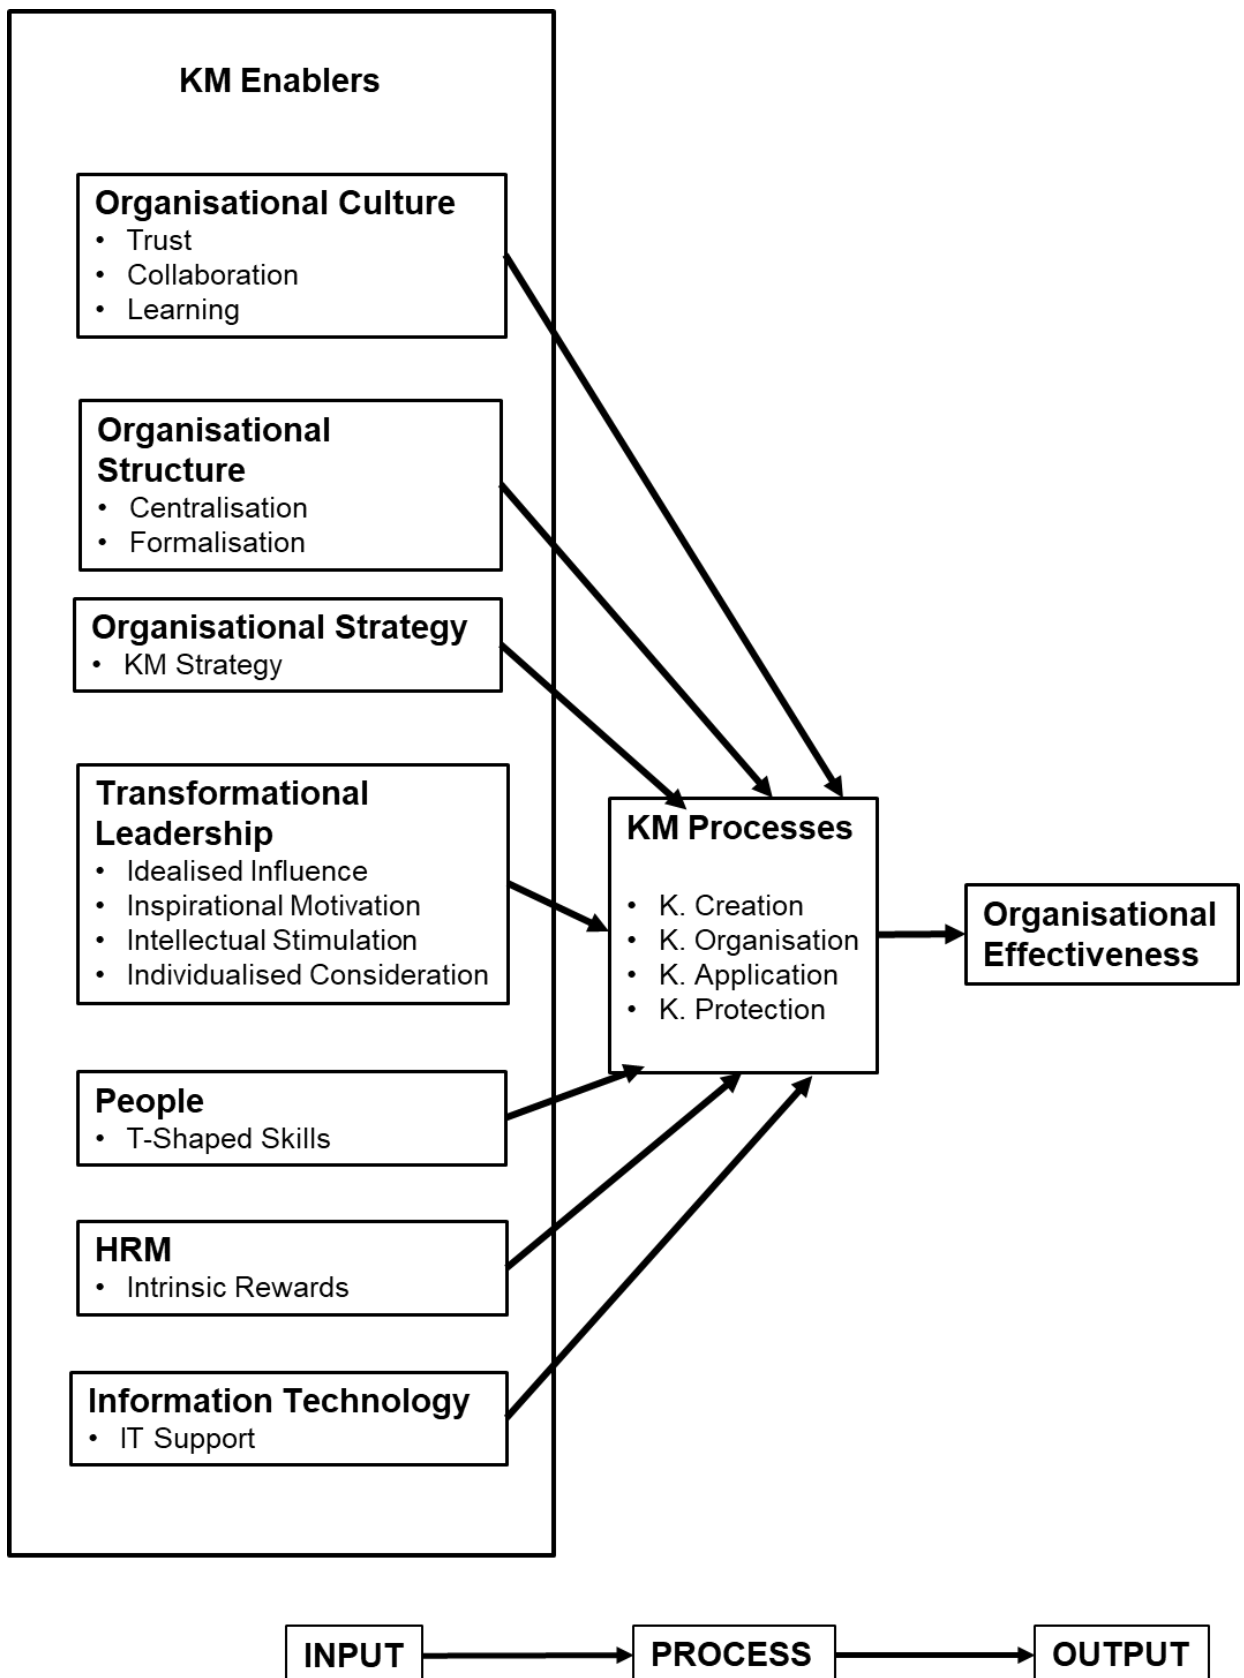 KM Enablers
Organisational Culture
• Trust
• Collaboration
• Learning
Organisational
Structure
• Centralisation
• Formalisation
Organisational Strategy
• KM Strategy
Transformational
Leadership
• Idealised Influence
• Inspirational Motivation
• Intellectual Stimulation
• Individualised Consideration
People
• T-Shaped Skills
HRM
• Intrinsic Rewards
Information Technology
• IT Support
KM Processes
• K. Creation
• K. Organisation
• K. Application
• K. Protection
Organisational
Effectiveness
INPUT
PROCESS
OUTPUT